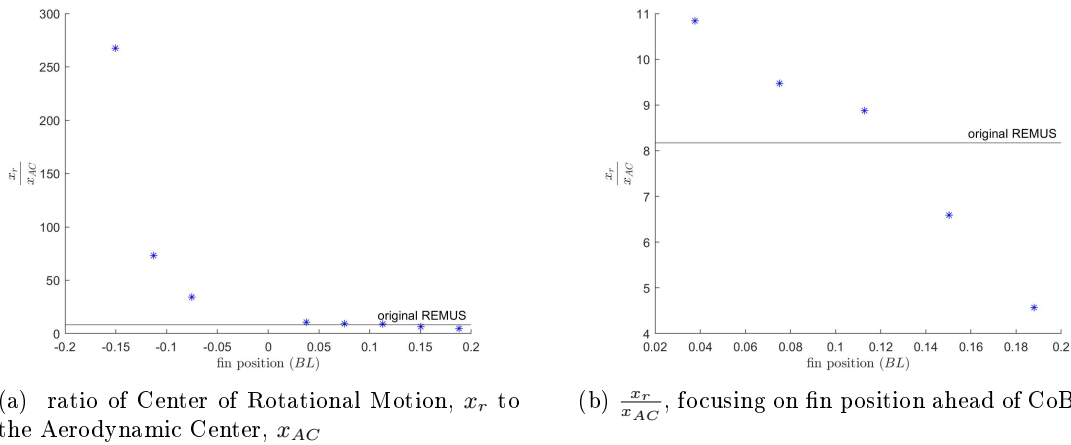 300
250
200
150
100
50
0
x_r / x_AC
original REMUS
-0.2 -0.15 -0.1 -0.05 0 0.05 0.1 0.15 0.2
fin position (BL)
(a) ratio of Center of Rotational Motion, x_r to
the Aerodynamic Center, x_AC
11
10
9
8
7
6
5
4
x_r / x_AC
original REMUS
0.02 0.04 0.06 0.08 0.1 0.12 0.14 0.16 0.18 0.2
fin position (BL)
(b) x_r / x_AC, focusing on fin position ahead of CoB